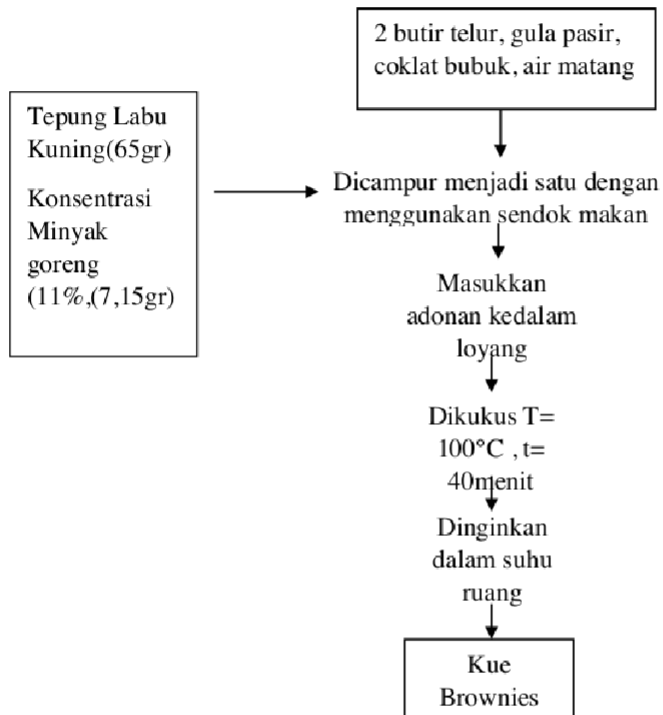 2 butir telur, gula pasir,
coklat bubuk, air matang
Tepung Labu
Kuning(65gr)
Konsentrasi
Minyak
goreng
(11%,(7,15gr)
Dicampur menjadi satu dengan
menggunakan sendok makan
Masukkan
adonan kedalam
loyang
Dikukus T=
100°C , t=
40menit
Dinginkan
dalam suhu
ruang
Kue
Brownies